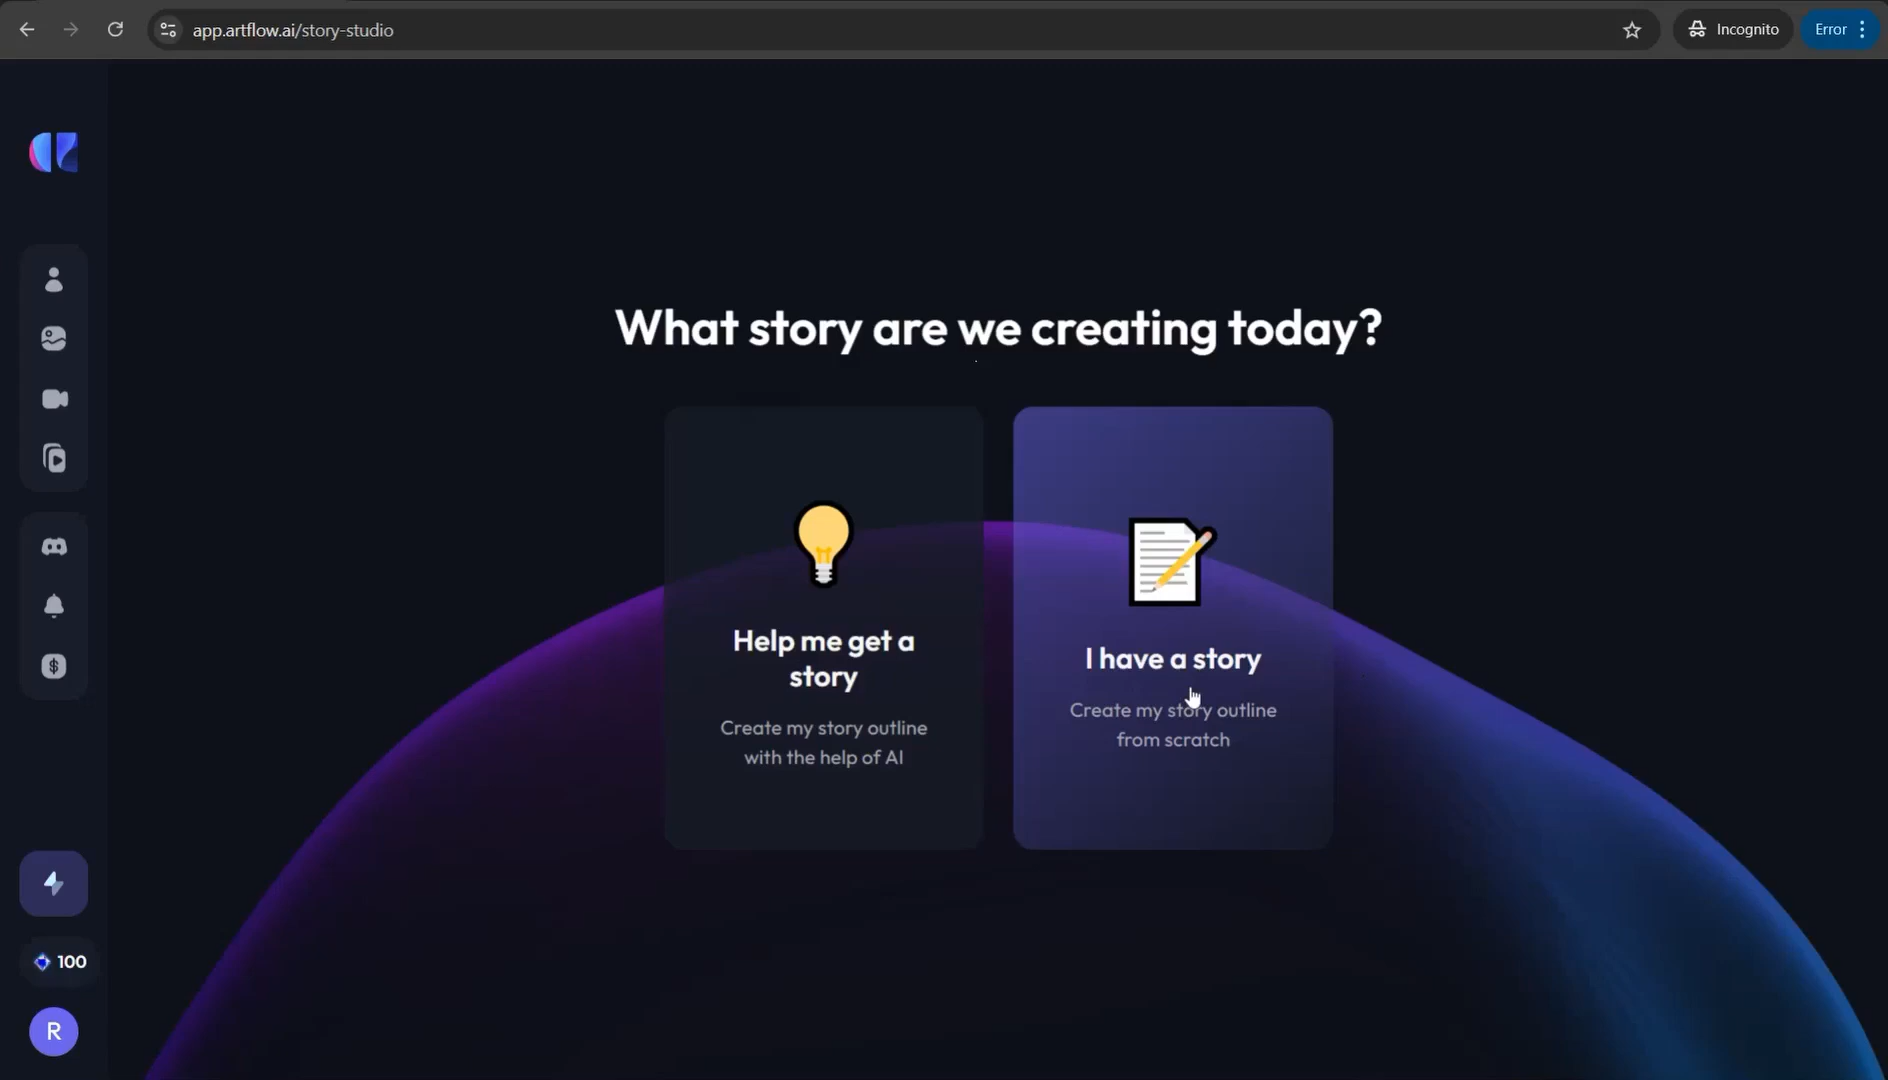 app.artflow.ai/story-studio
Incognito
Error
What story are we creating today?
Help me get a
story
Create my story outline
with the help of AI
I have a story
Create my story outline
from scratch
100
R